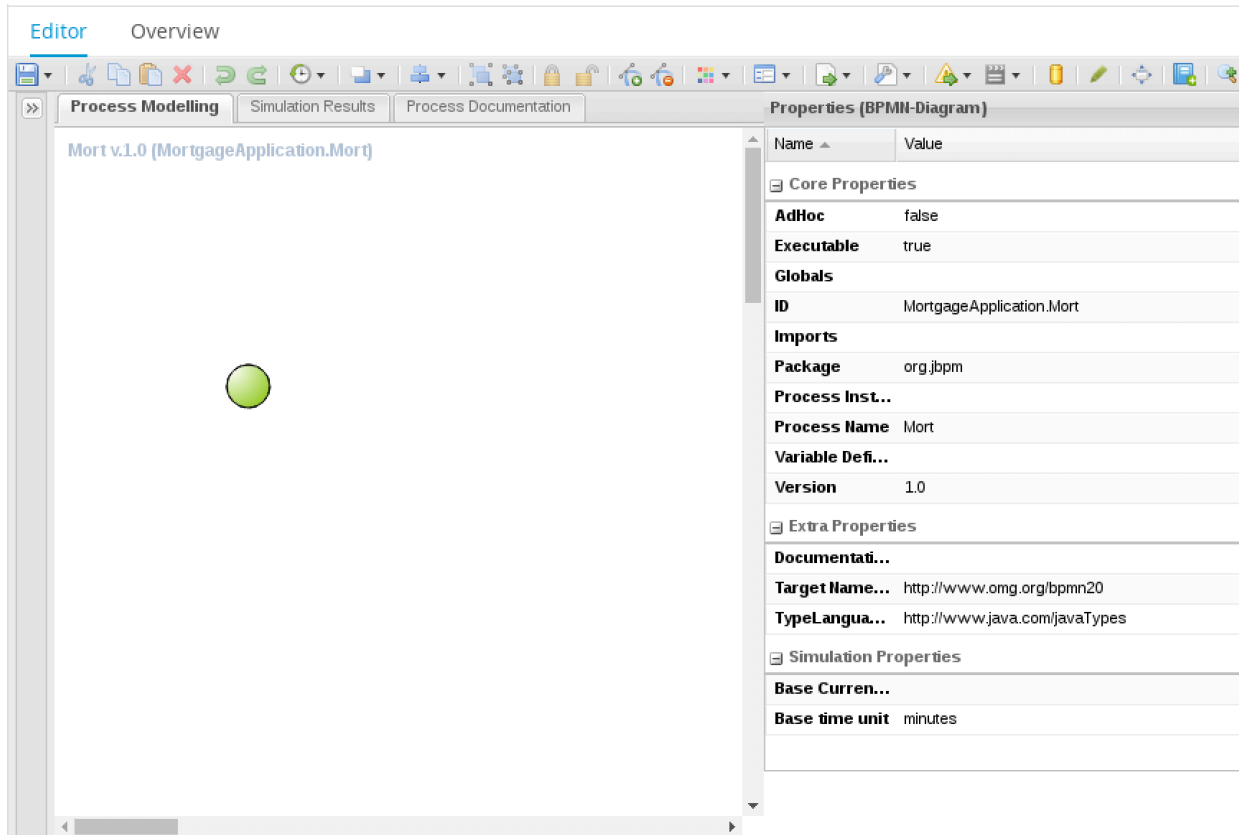 Editor Overview
Process Modelling Simulation Results Process Documentation
Mort v.1.0 (MortgageApplication.Mort)
Properties (BPMN-Diagram)
Name Value
Core Properties
AdHoc false
Executable true
Globals
ID MortgageApplication.Mort
Imports
Package org.jbpm
Process Inst...
Process Name Mort
Variable Defi...
Version 1.0
Extra Properties
Documentati...
Target Name... http://www.omg.org/bpmn20
TypeLangua... http://www.java.com/javaTypes
Simulation Properties
Base Curren...
Base time unit minutes